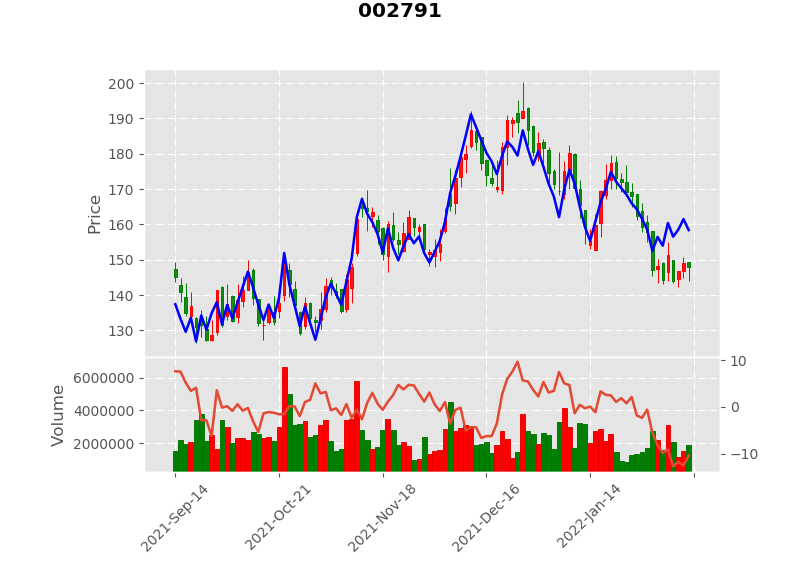 002791
200
190
180
170
160
150
140
130
Price
6000000
4000000
2000000
Volume
10
0
−10
2021-Sep-14
2021-Oct-21
2021-Nov-18
2021-Dec-16
2022-Jan-14